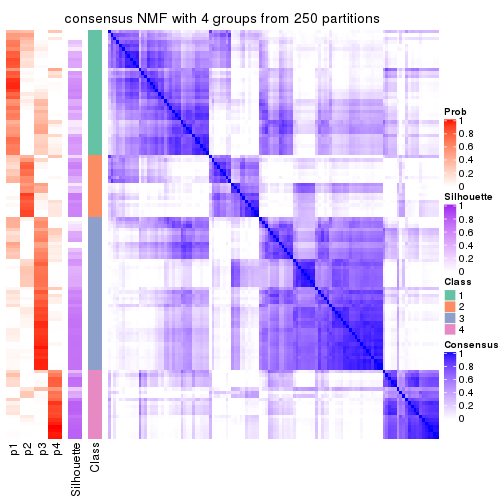 consensus NMF with 4 groups from 250 partitions
Prob
1
0.8
0.6
0.4
0.2
0
Silhouette
1
0.8
0.6
0.4
0.2
0
Class
1
2
3
4
Consensus
1
0.8
0.6
0.4
0.2
0
p1
p2
p3
p4
Silhouette
Class